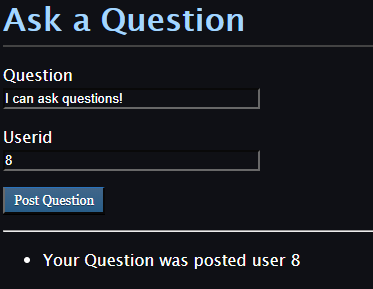 Ask a Question
Question
I can ask questions!
Userid
8
Post Question
Your Question was posted user 8